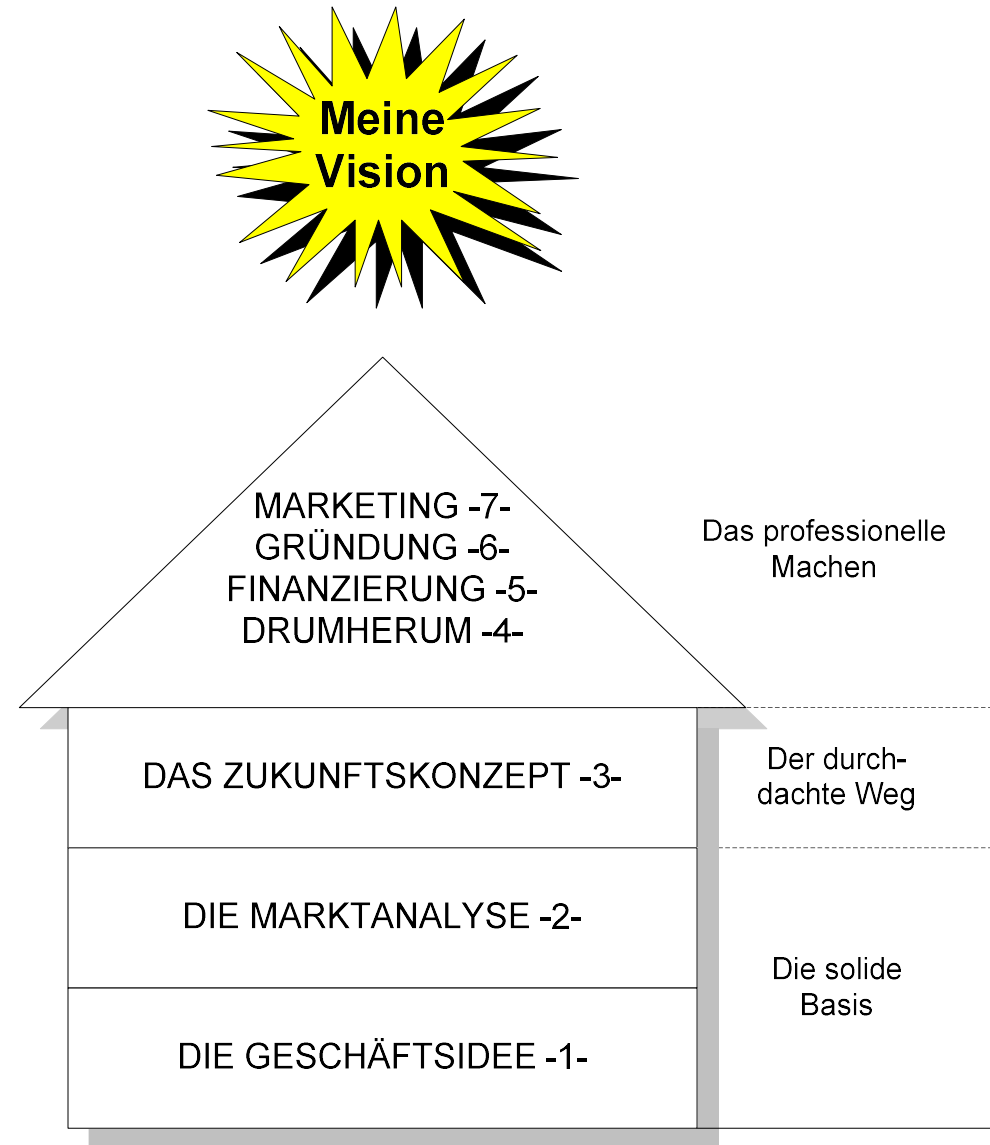 Meine
Vision
MARKETING -7-
GRÜNDUNG -6-
FINANZIERUNG -5-
DRUMHERUM -4-
Das professionelle
Machen
DAS ZUKUNFTSKONZEPT -3-
Der durch-
dachte Weg
DIE MARKTANALYSE -2-
Die solide
Basis
DIE GESCHÄFTSIDEE -1-